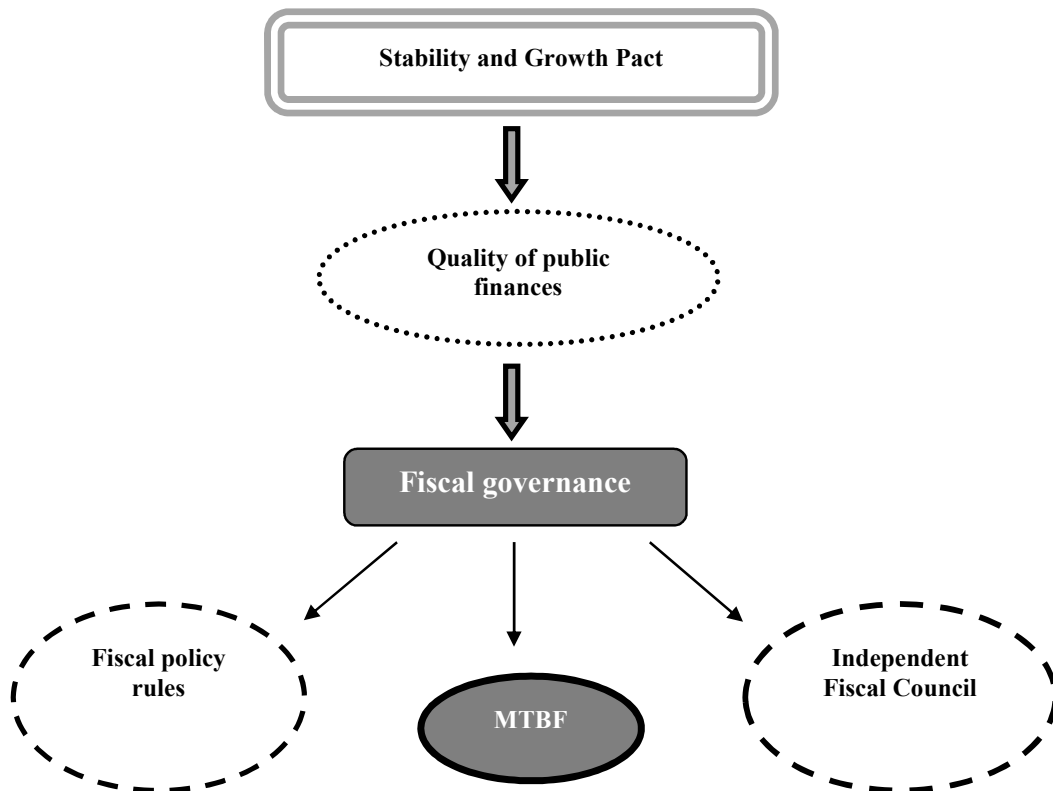 Stability and Growth Pact
Quality of public
finances
Fiscal governance
Fiscal policy
rules
MTBF
Independent
Fiscal Council